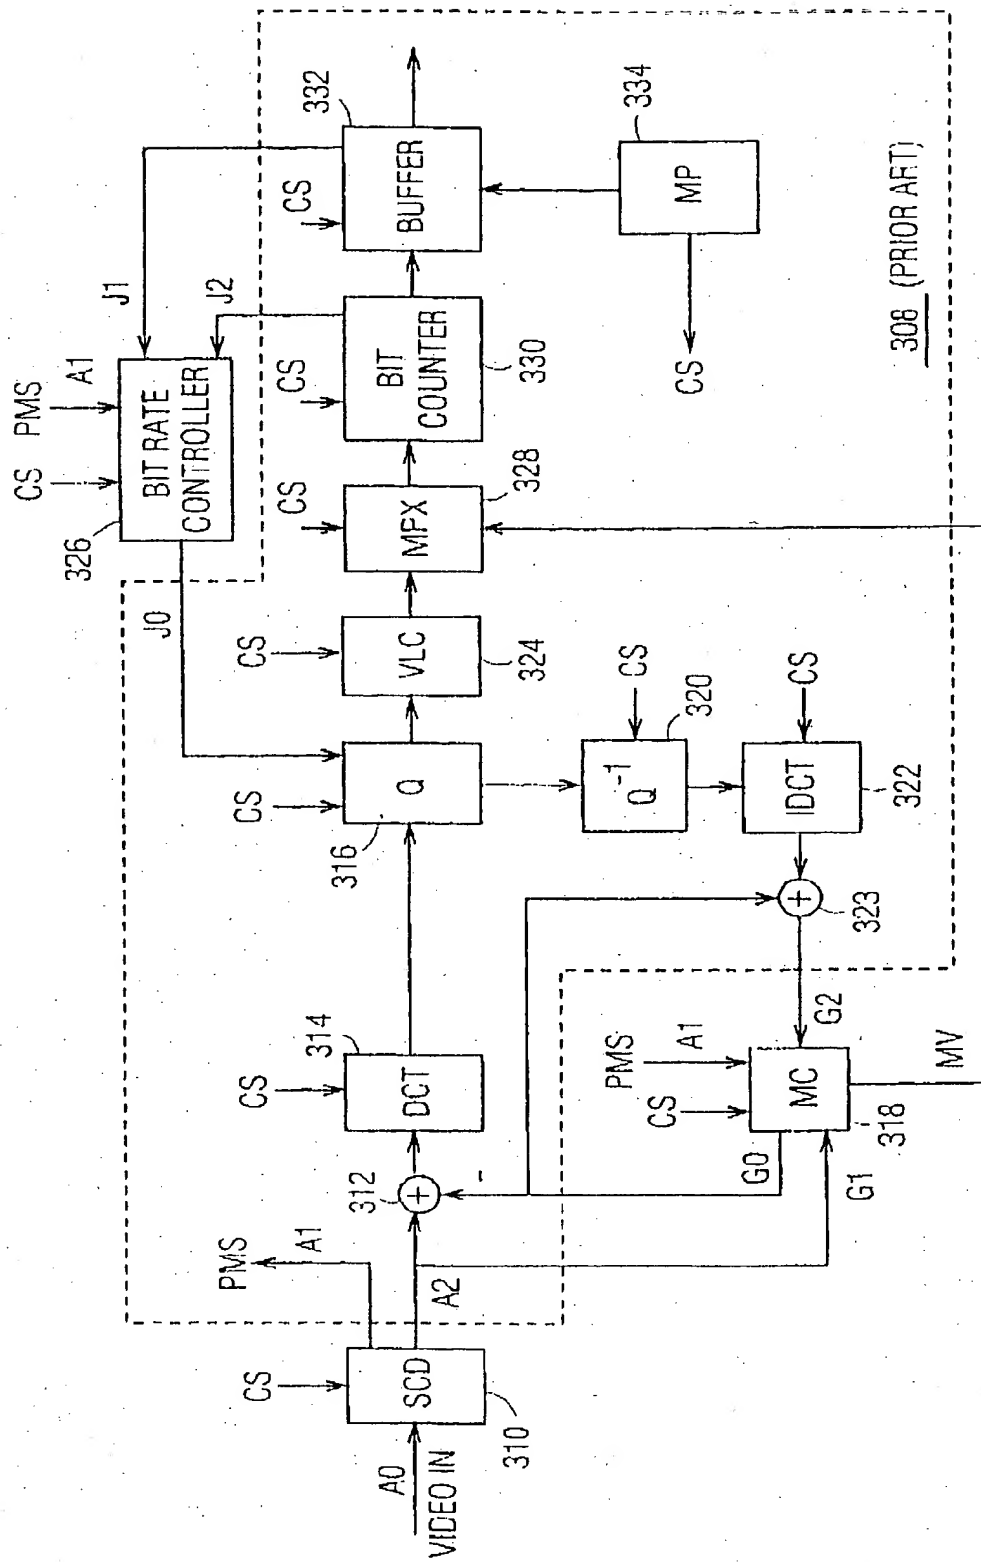 J1
PMS
A1
CS
J2
332
BUFFER
CS
334
MP
CS
308 (PRIOR ART)
BIT RATE
CONTROLLER
326
BIT
COUNTER
330
CS
MPX
328
CS
J0
VLC
324
CS
Q
316
CS
Q-1
320
CS
IDCT
322
CS
+
323
DCT
314
CS
+
312
-
PMS
A1
CS
MC
318
G2
G0
G1
MV
PMS
A1
A2
CS
SCD
310
A0
VIDEO IN